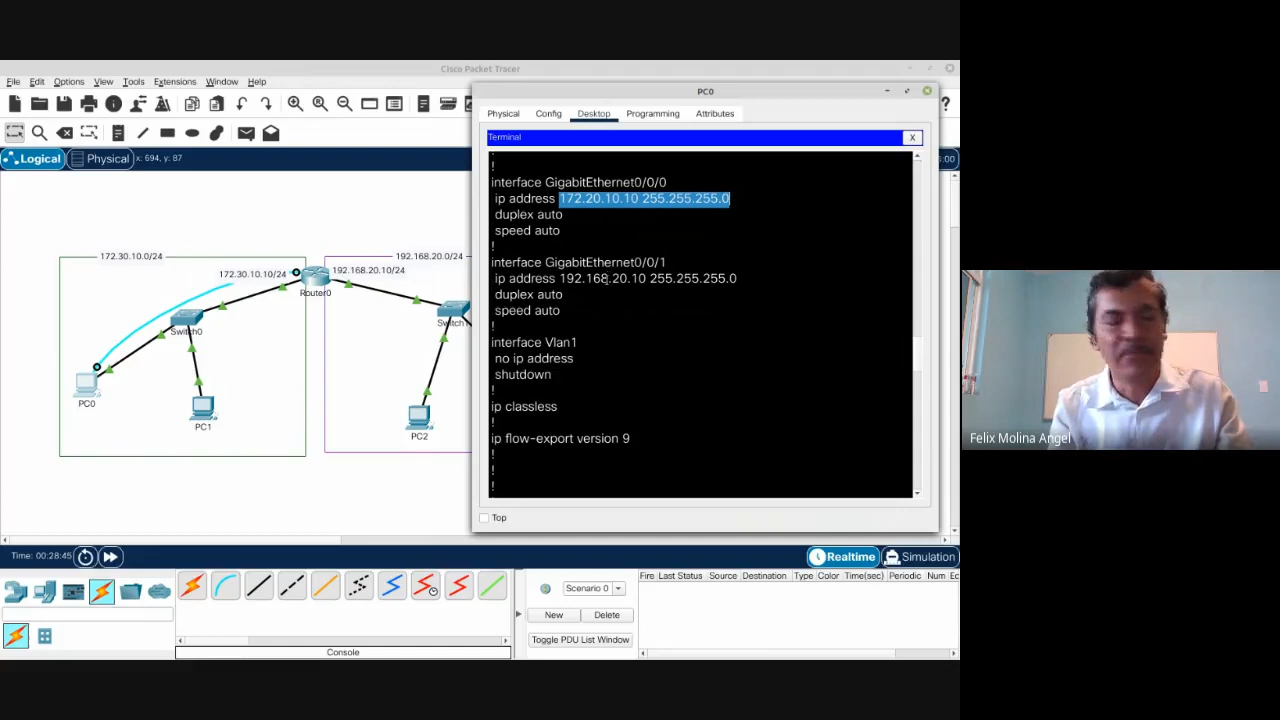 Cisco Packet Tracer
File Edit Options View Tools Extensions Window Help
?
Logical Physical x: 694, y: 87
172.30.10.0/24
192.168.20.0/24
172.30.10.10/24
192.168.20.10/24
Router0
Switch0
PC0
PC1
PC2
PC0
Physical Config Desktop Programming Attributes
Terminal
X
!
interface GigabitEthernet0/0/0
ip address 172.20.10.10 255.255.255.0
duplex auto
speed auto
!
interface GigabitEthernet0/0/1
ip address 192.168.20.10 255.255.255.0
duplex auto
speed auto
!
interface Vlan1
no ip address
shutdown
!
ip classless
!
ip flow-export version 9
!
!
!
Top
Felix Molina Angel
Time: 00:28:45
Realtime Simulation
Scenario 0
New Delete
Toggle PDU List Window
Fire Last Status Source Destination Type Color Time(sec) Periodic Num
Console